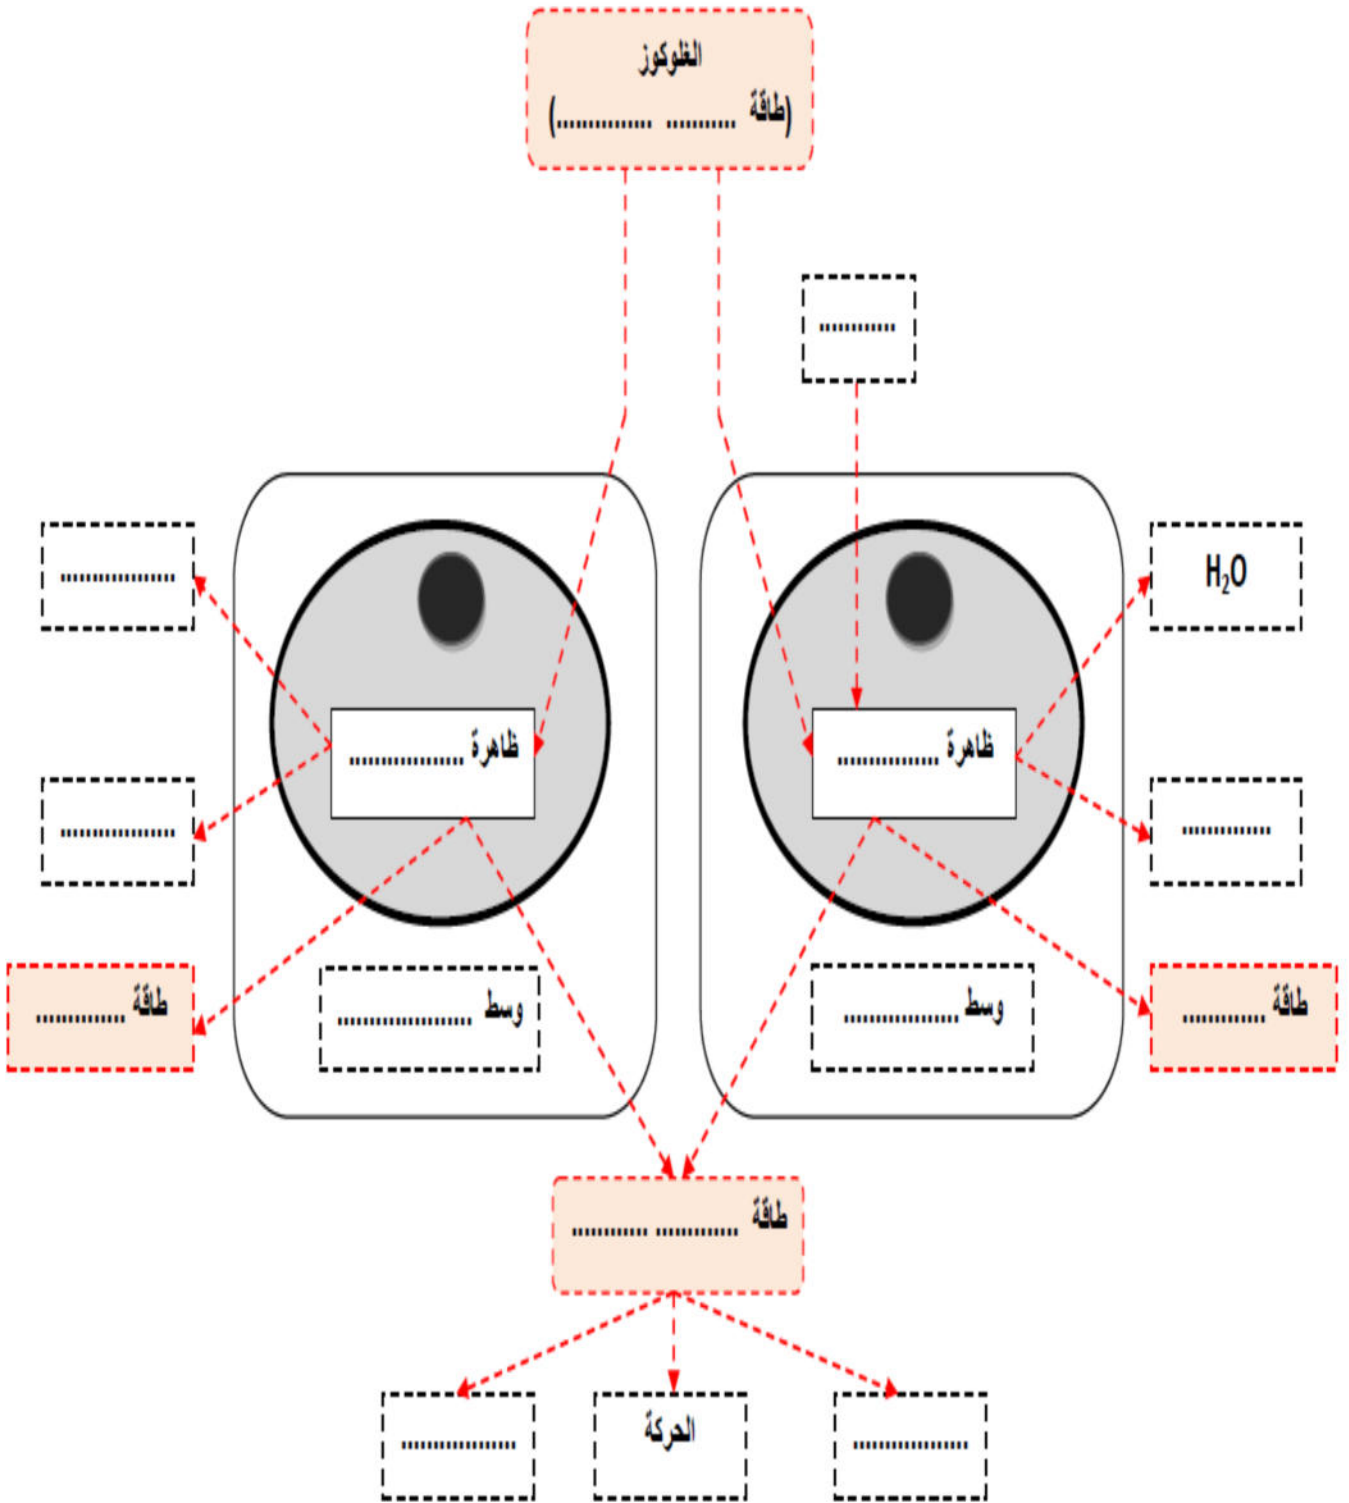 الغلوكوز
(طاقة ........... ...............)
............
H₂O
..................
ظاهرة ................
ظاهرة ..................
..............
..................
طاقة .............
وسط ..................
وسط .....................
طاقة ..............
طاقة ............. ............
..................
الحركة
..................